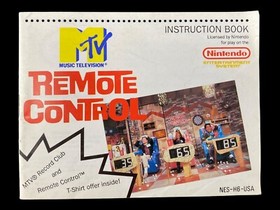 MTV
MUSIC TELEVISION®
REMOTE
CONTROL
INSTRUCTION BOOK
Licensed by Nintendo
for play on the
Nintendo
ENTERTAINMENT
SYSTEM®
35
65
85
MTV® Record Club
and
Remote Control™
T-Shirt offer inside!
NES-H8-USA